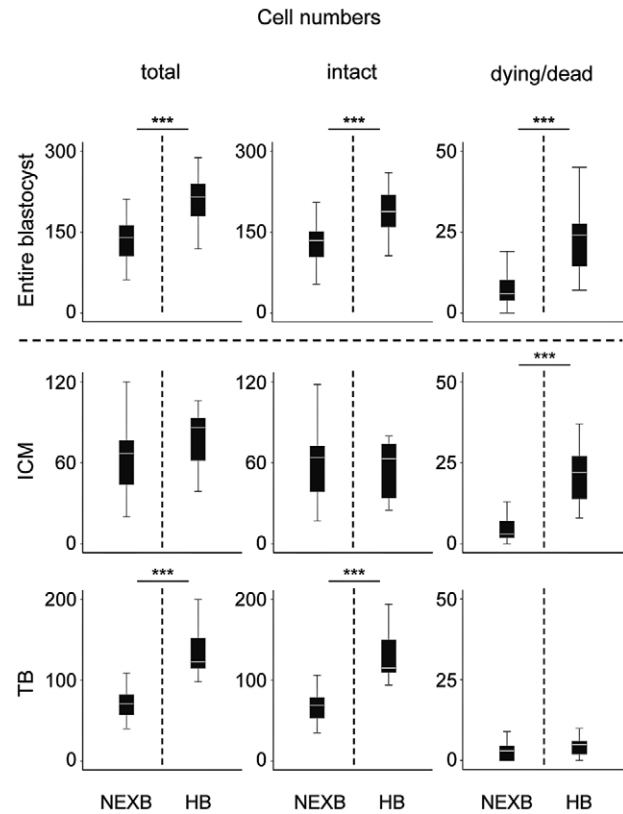 Cell numbers
total intact dying/dead
Entire blastocyst
*** *** ***
300 300 50
150 150 25
0 0 0
ICM
***
120 120 50
60 60 25
0 0 0
TB
*** ***
200 200 50
100 100 25
0 0 0
NEXB HB NEXB HB NEXB HB